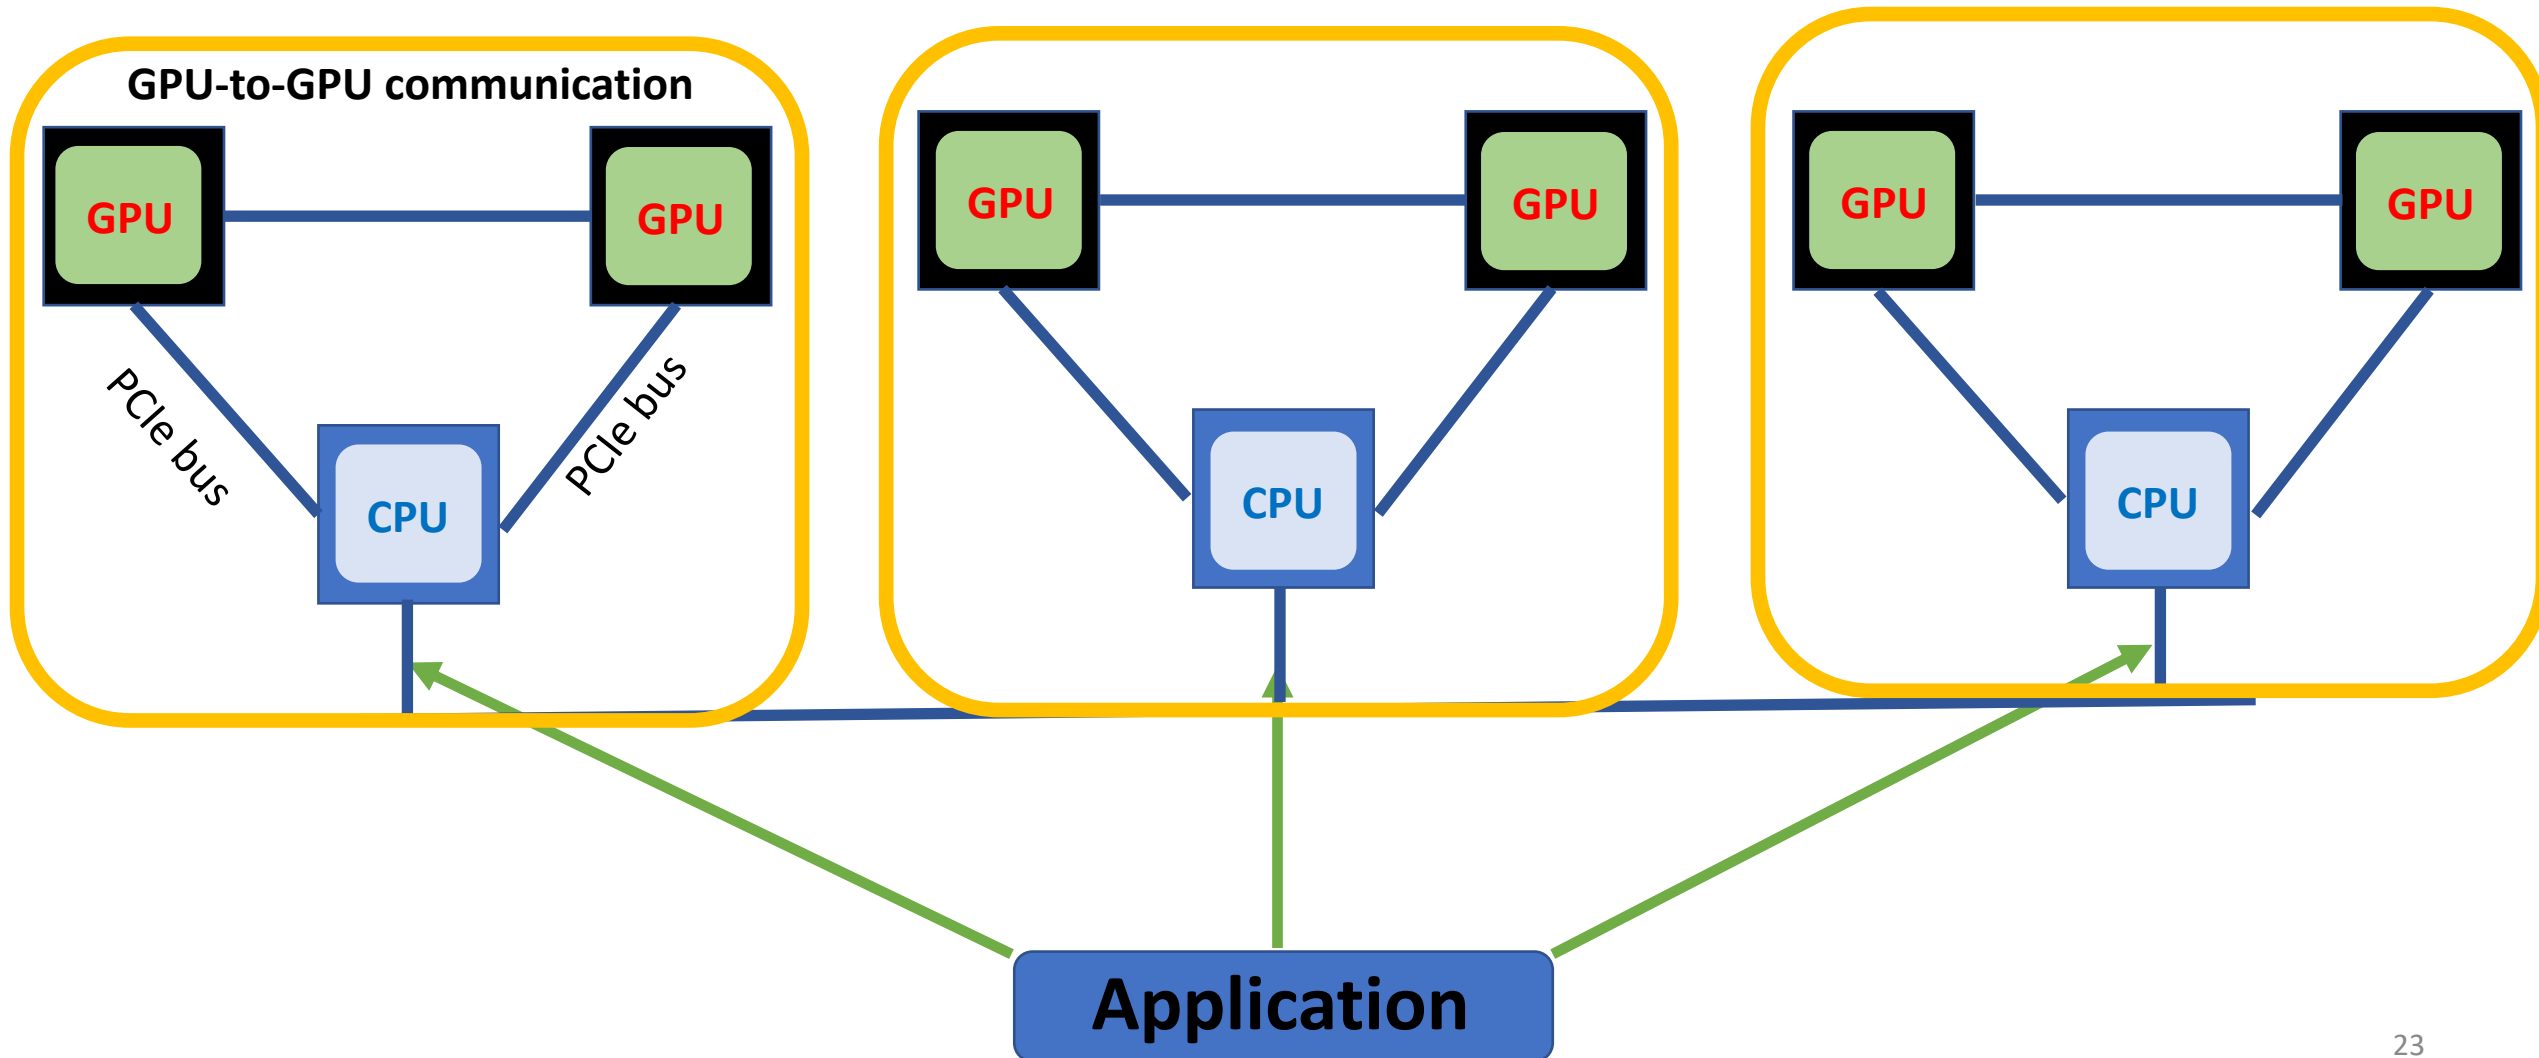 GPU-to-GPU communication
GPU
GPU
GPU
GPU
GPU
GPU
PCIe bus
PCIe bus
CPU
CPU
CPU
Application
23